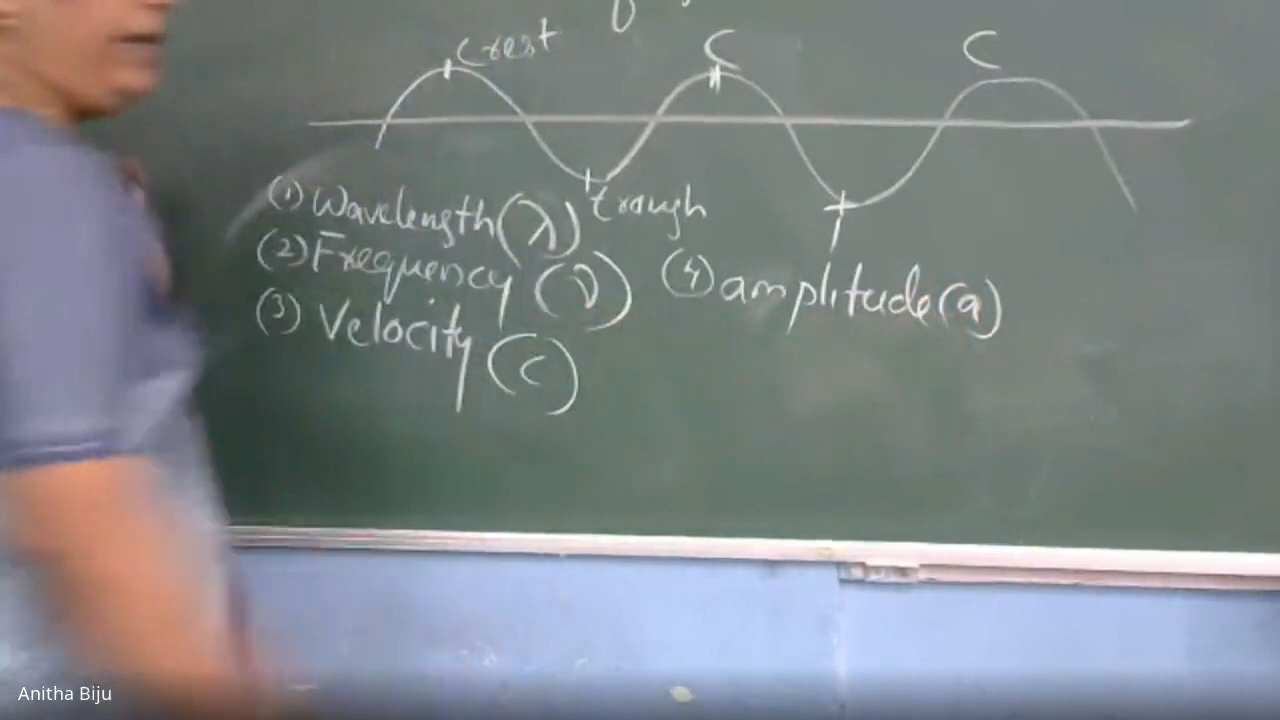 Crest C C
trough T
(1) Wavelength (λ)
(2) Frequency (ν) (4) amplitude (a)
(3) Velocity (c)
Anitha Biju